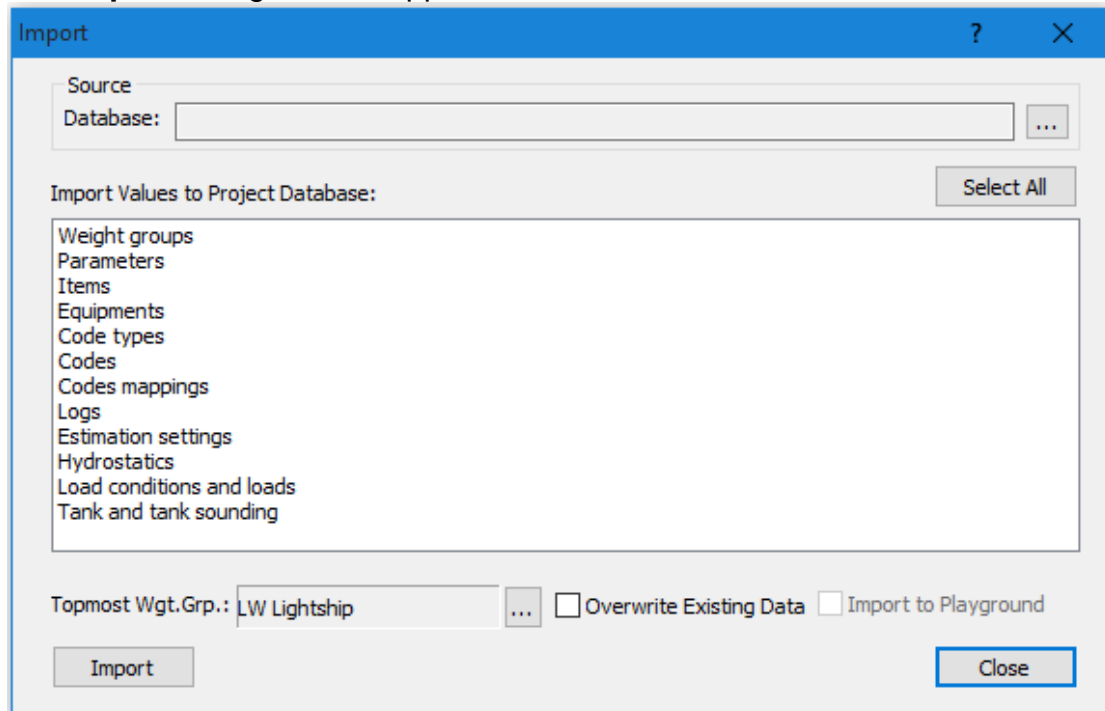 Import ? ×
Source
Database: ...
Import Values to Project Database: Select All
Weight groups
Parameters
Items
Equipments
Code types
Codes
Codes mappings
Logs
Estimation settings
Hydrostatics
Load conditions and loads
Tank and tank sounding
Topmost Wgt.Grp.: LW Lightship ... Overwrite Existing Data Import to Playground
Import Close